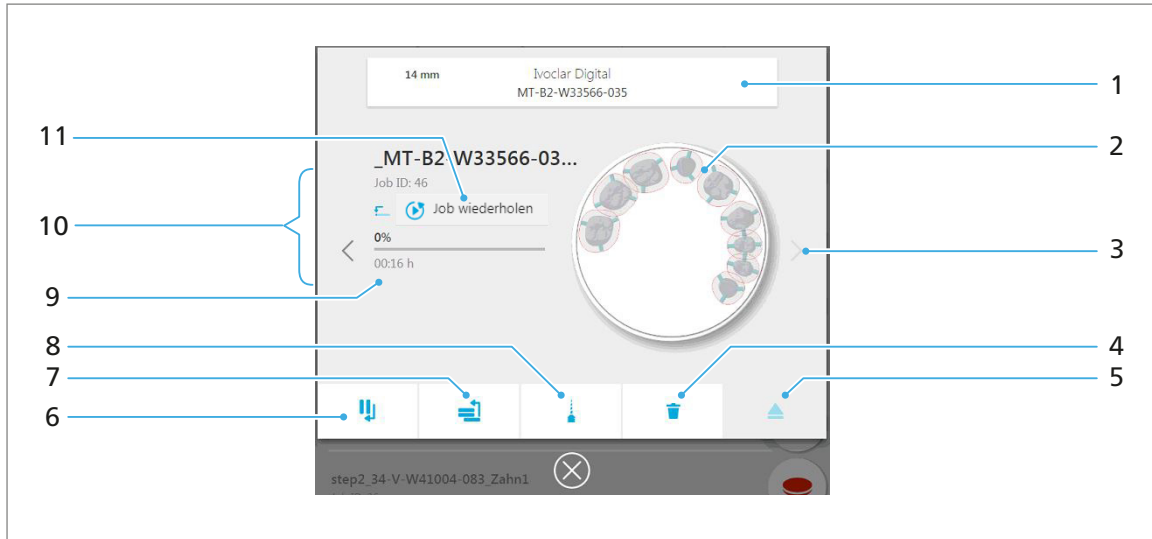 14 mm Ivoclar Digital
MT-B2-W33566-035
1
11
2
_MT-B2-W33566-03...
Job ID: 46
Job wiederholen
10
0%
3
00:16 h
9
8
4
7
5
6
step2_34-V-W41004-083_Zahn1